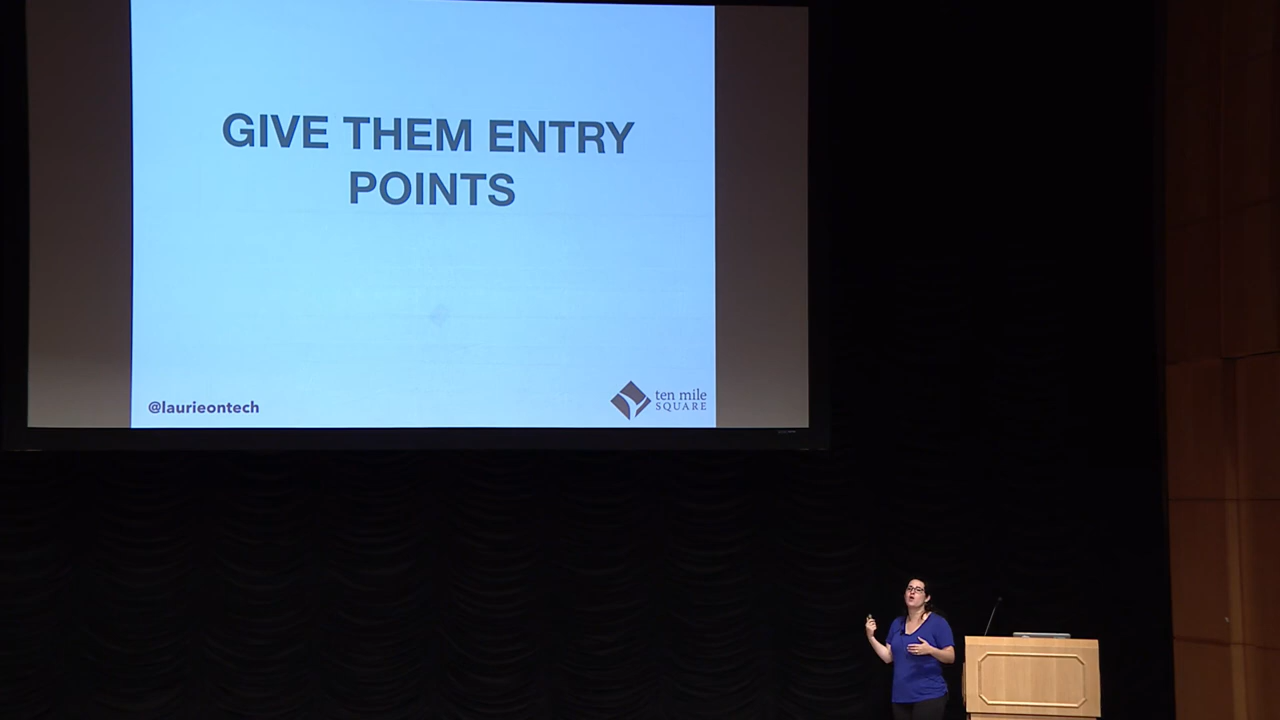 GIVE THEM ENTRY
POINTS
@laurieontech
ten mile
SQUARE